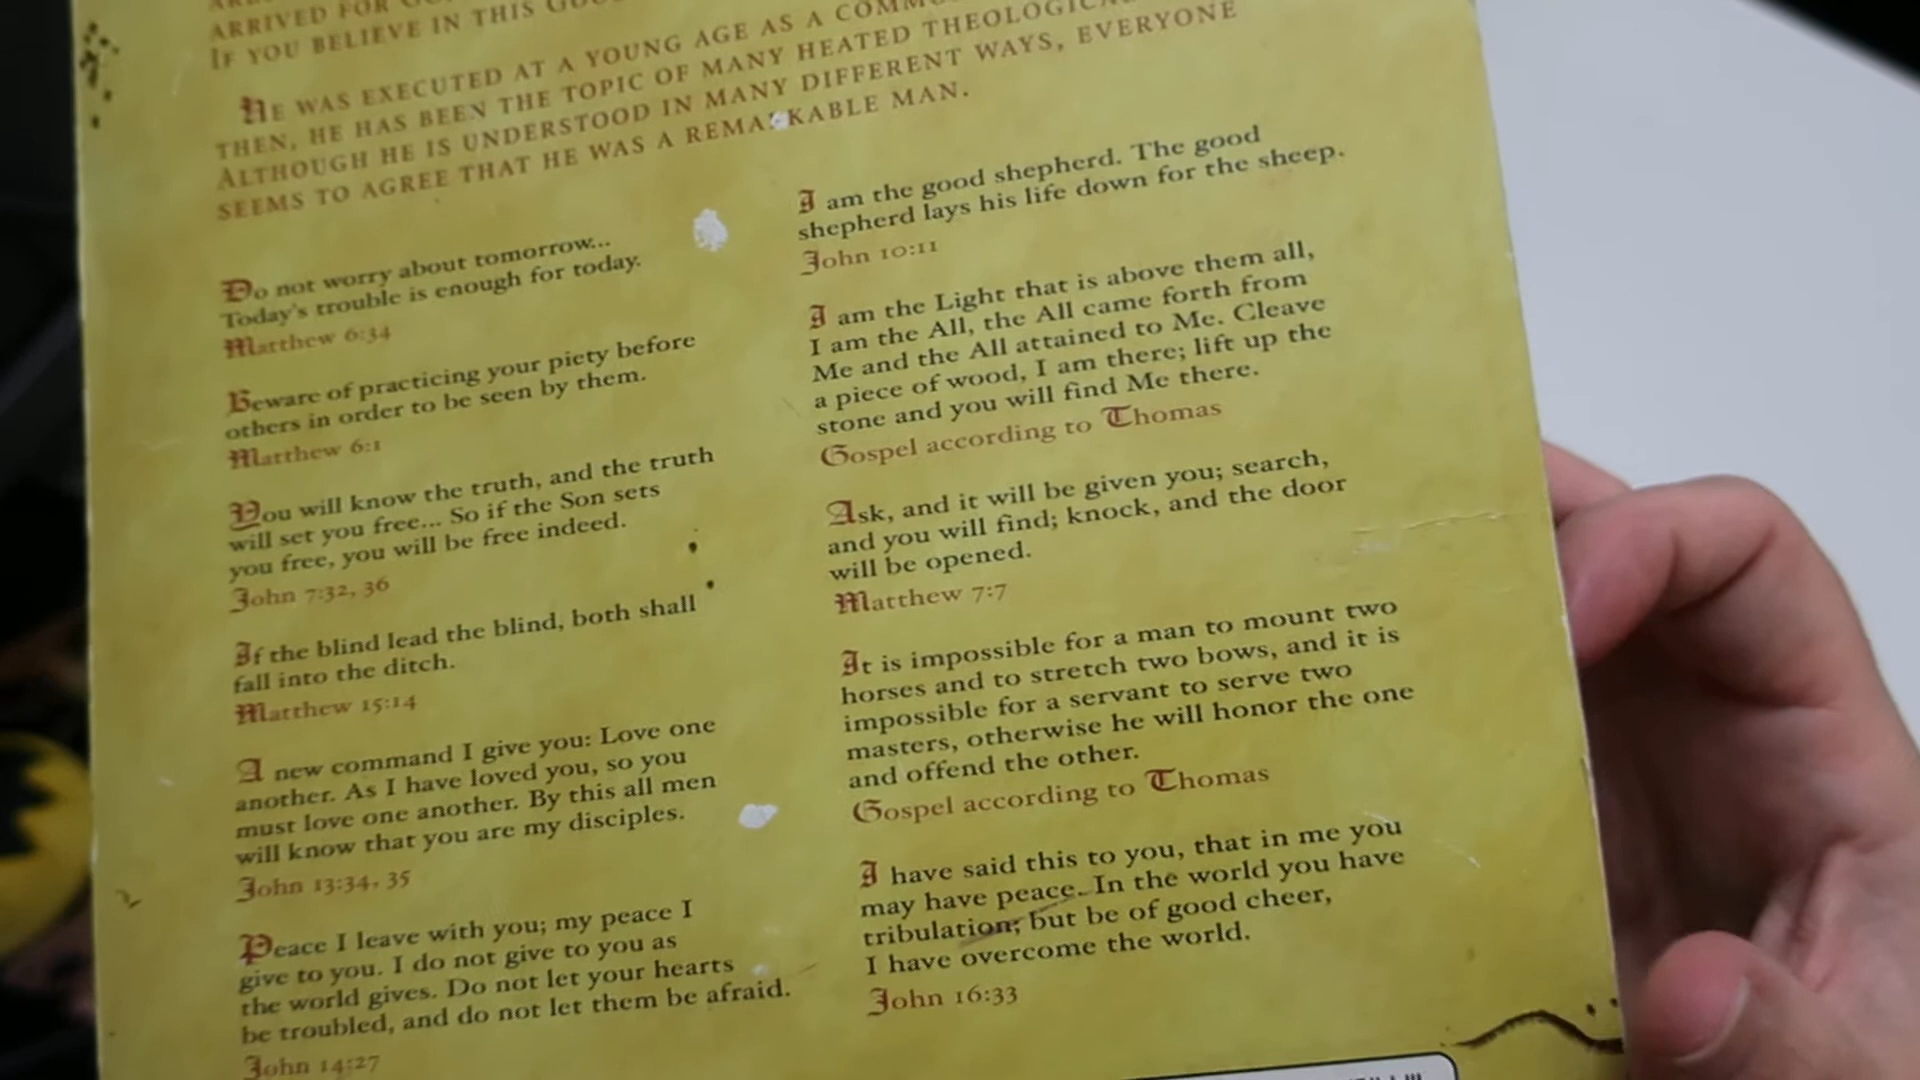 ARRIVED FOR
IF YOU BELIEVE IN THIS
HE WAS EXECUTED AT A YOUNG AGE AS A
THEN, HE HAS BEEN THE TOPIC OF MANY HEATED
ALTHOUGH HE IS UNDERSTOOD IN MANY DIFFERENT WAYS, EVERYONE
SEEMS TO AGREE THAT HE WAS A REMARKABLE MAN.
Do not worry about tomorrow...
Today's trouble is enough for today.
Matthew 6:34
Beware of practicing your piety before
others in order to be seen by them.
Matthew 6:1
You will know the truth, and the truth
will set you free... So if the Son sets
you free, you will be free indeed.
John 7:32, 36
If the blind lead the blind, both shall
fall into the ditch.
Matthew 15:14
A new command I give you: Love one
another. As I have loved you, so you
must love one another. By this all men
will know that you are my disciples.
John 13:34, 35
Peace I leave with you; my peace I
give to you. I do not give to you as
the world gives. Do not let your hearts
be troubled, and do not let them be afraid.
John 14:27
I am the good shepherd. The good
shepherd lays his life down for the sheep.
John 10:11
I am the Light that is above them all,
I am the All, the All came forth from
Me and the All attained to Me. Cleave
a piece of wood, I am there; lift up the
stone and you will find Me there.
Gospel according to Thomas
Ask, and it will be given you; search,
and you will find; knock, and the door
will be opened.
Matthew 7:7
It is impossible for a man to mount two
horses and to stretch two bows, and it is
impossible for a servant to serve two
masters, otherwise he will honor the one
and offend the other.
Gospel according to Thomas
I have said this to you, that in me you
may have peace. In the world you have
tribulation; but be of good cheer,
I have overcome the world.
John 16:33